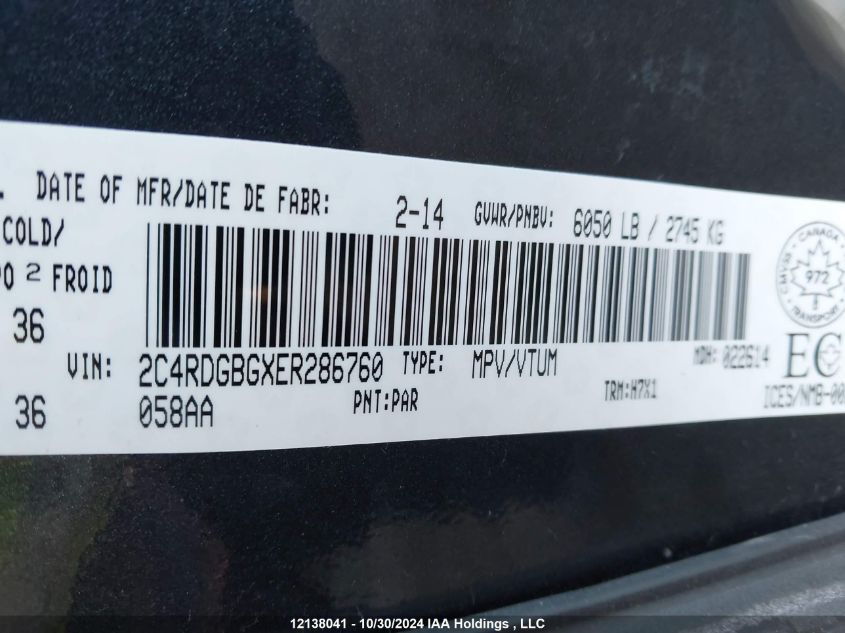 DATE OF MFR/DATE DE FABR: 2-14 GVWR/PNBV: 6050 LB / 2745 KG
COLD/
2 FROID
36
VIN: 2C4RDGBGXER286760 TYPE: MPV/VTUM MDH: 022614
36
058AA PNT:PAR TRM:H7X1
CANADA
CMVSS
972
TRANSPORT
EC
ICES/NMB-00
12138041 - 10/30/2024 IAA Holdings , LLC